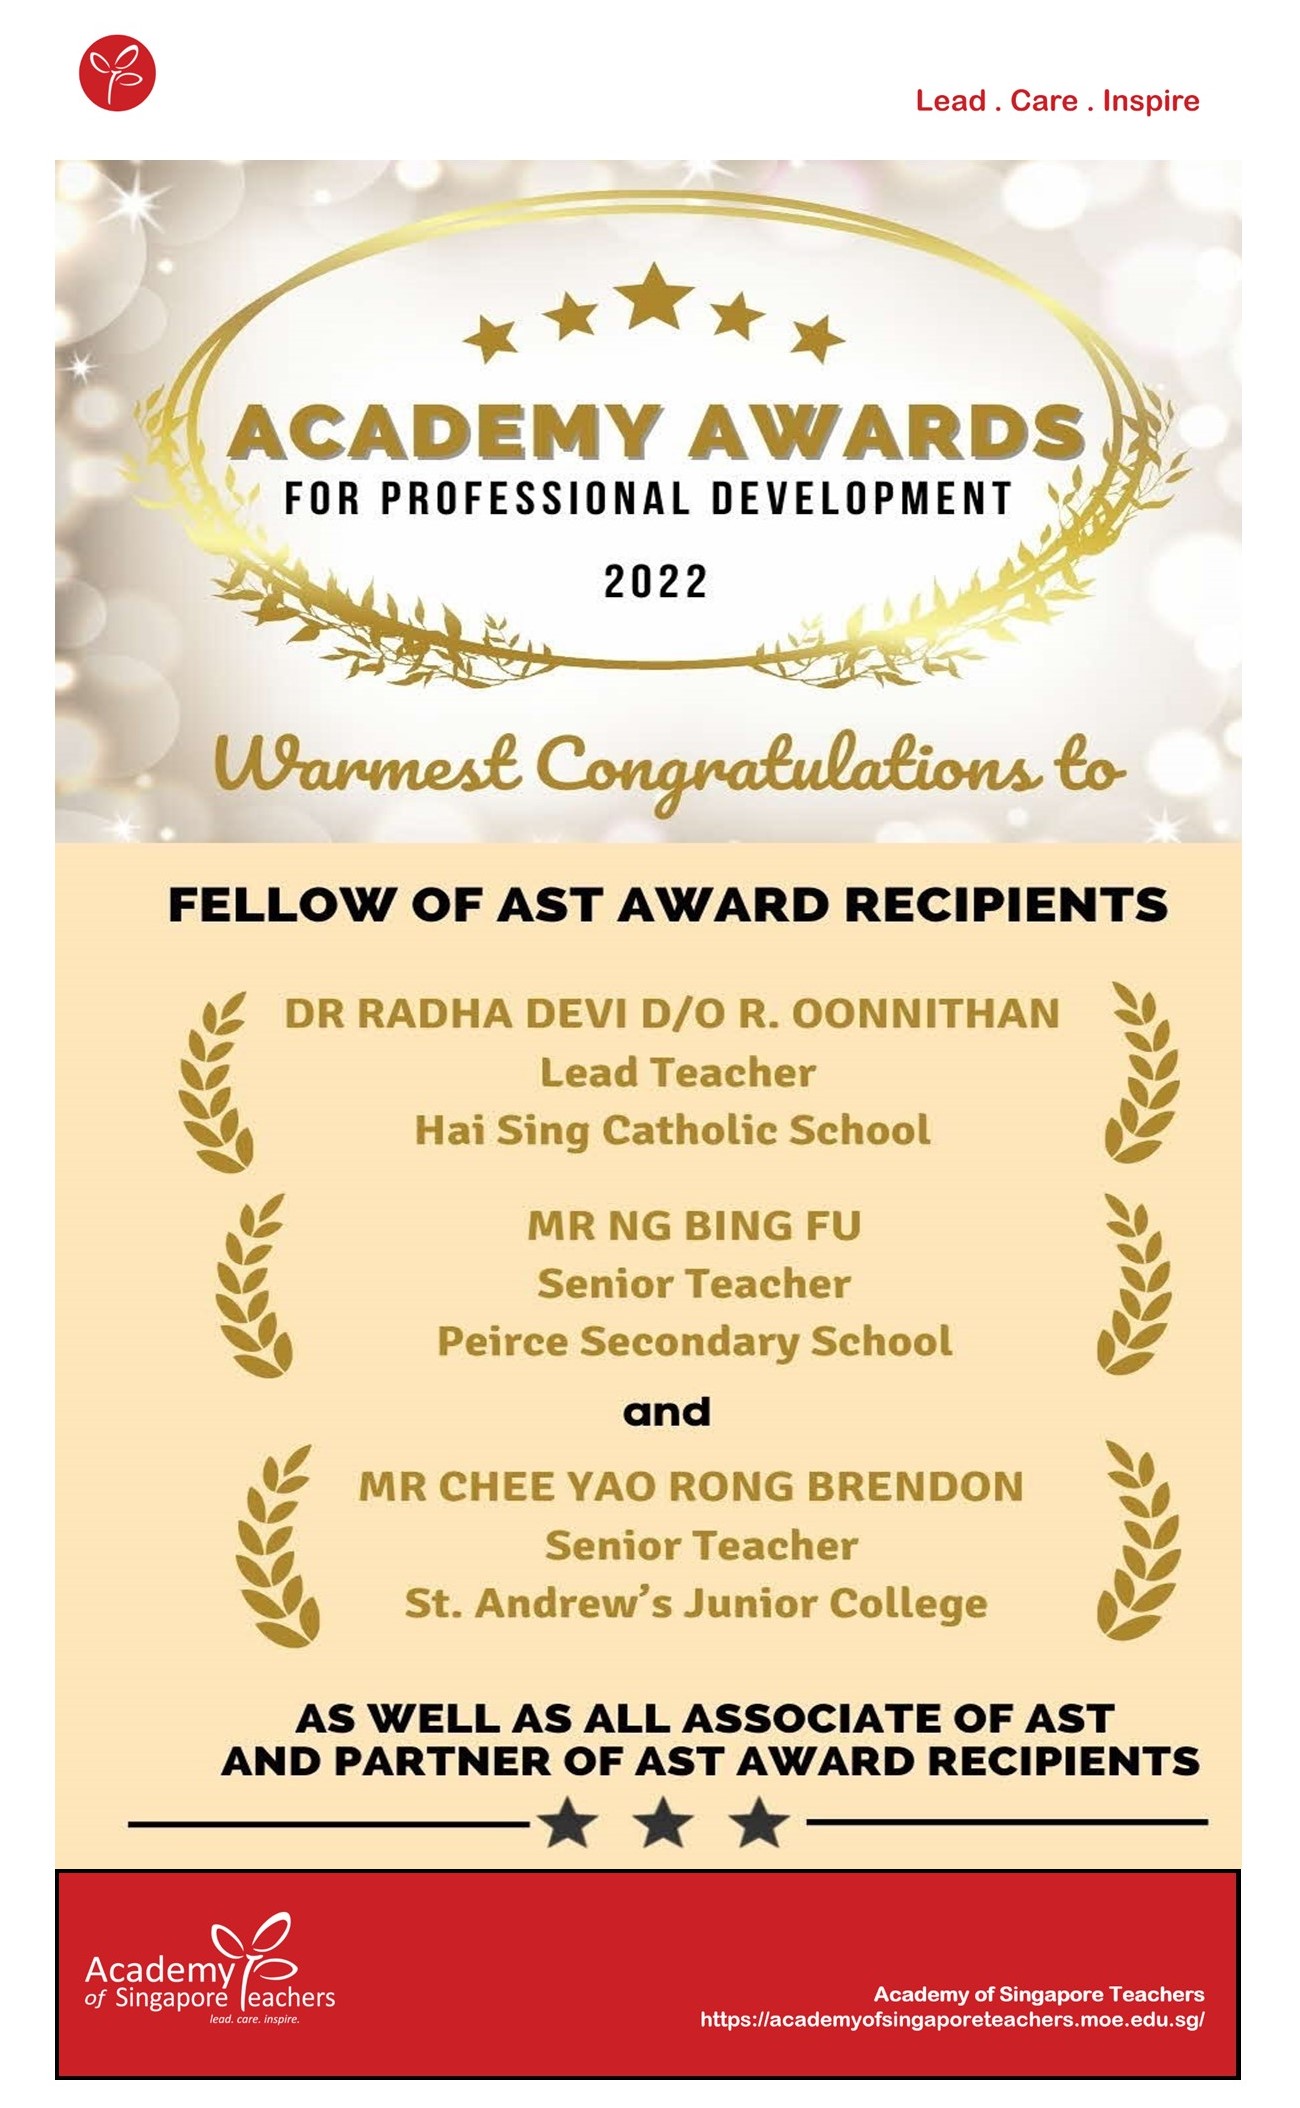 Lead . Care . Inspire
ACADEMY AWARDS
FOR PROFESSIONAL DEVELOPMENT
2022
Warmest Congratulations to
FELLOW OF AST AWARD RECIPIENTS
DR RADHA DEVI D/O R. OONNITHAN
Lead Teacher
Hai Sing Catholic School
MR NG BING FU
Senior Teacher
Peirce Secondary School
and
MR CHEE YAO RONG BRENDON
Senior Teacher
St. Andrew's Junior College
AS WELL AS ALL ASSOCIATE OF AST
AND PARTNER OF AST AWARD RECIPIENTS
Academy
of Singapore Teachers
lead. care. inspire.
Academy of Singapore Teachers
https://academyofsingaporeteachers.moe.edu.sg/